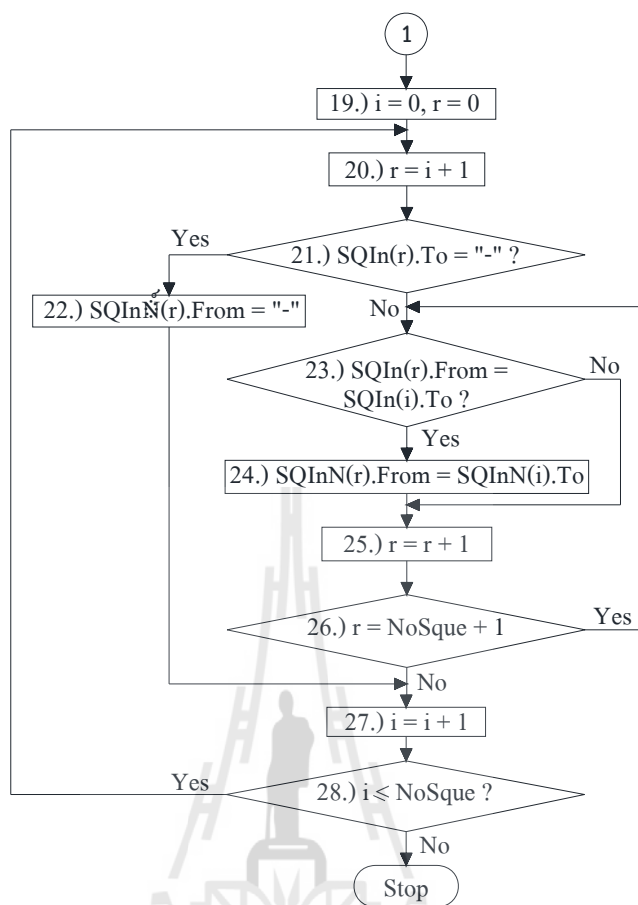 1
19.) i = 0, r = 0
20.) r = i + 1
Yes
21.) SQIn(r).To = "-" ?
22.) SQInN(r).From = "-"
No
23.) SQIn(r).From =
SQIn(i).To ?
No
Yes
24.) SQInN(r).From = SQInN(i).To
25.) r = r + 1
26.) r = NoSque + 1
Yes
No
27.) i = i + 1
Yes
28.) i ⩽ NoSque ?
No
Stop